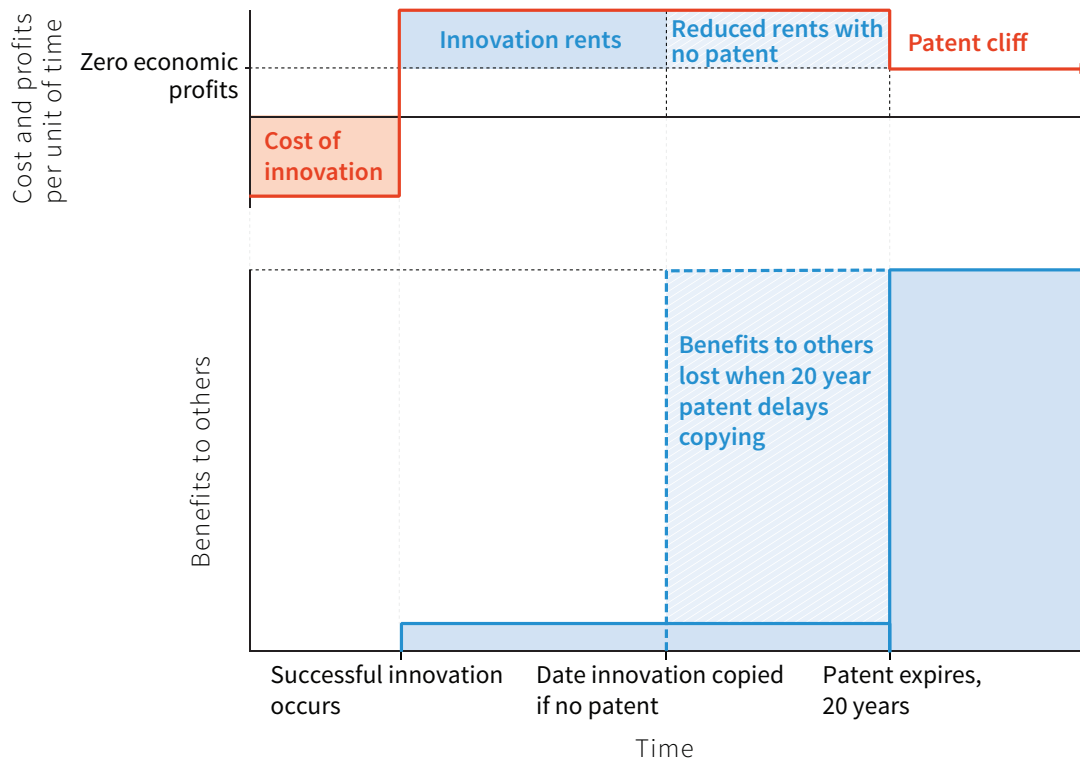 Cost and profits
per unit of time
Zero economic
profits
Innovation rents
Reduced rents with
no patent
Patent cliff
Cost of
innovation
Benefits to others
Benefits to others
lost when 20 year
patent delays
copying
Successful innovation
occurs
Date innovation copied
if no patent
Patent expires,
20 years
Time